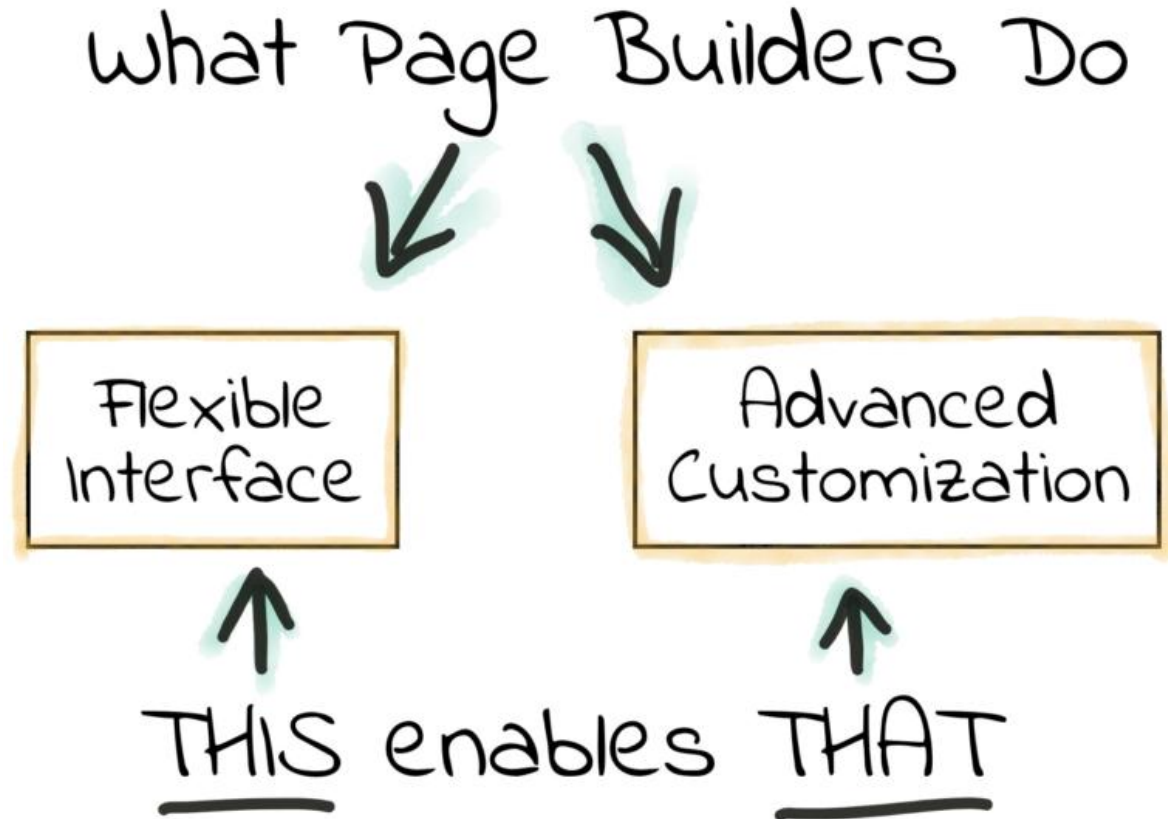 What Page Builders Do
Flexible
Interface
Advanced
Customization
THIS enables THAT